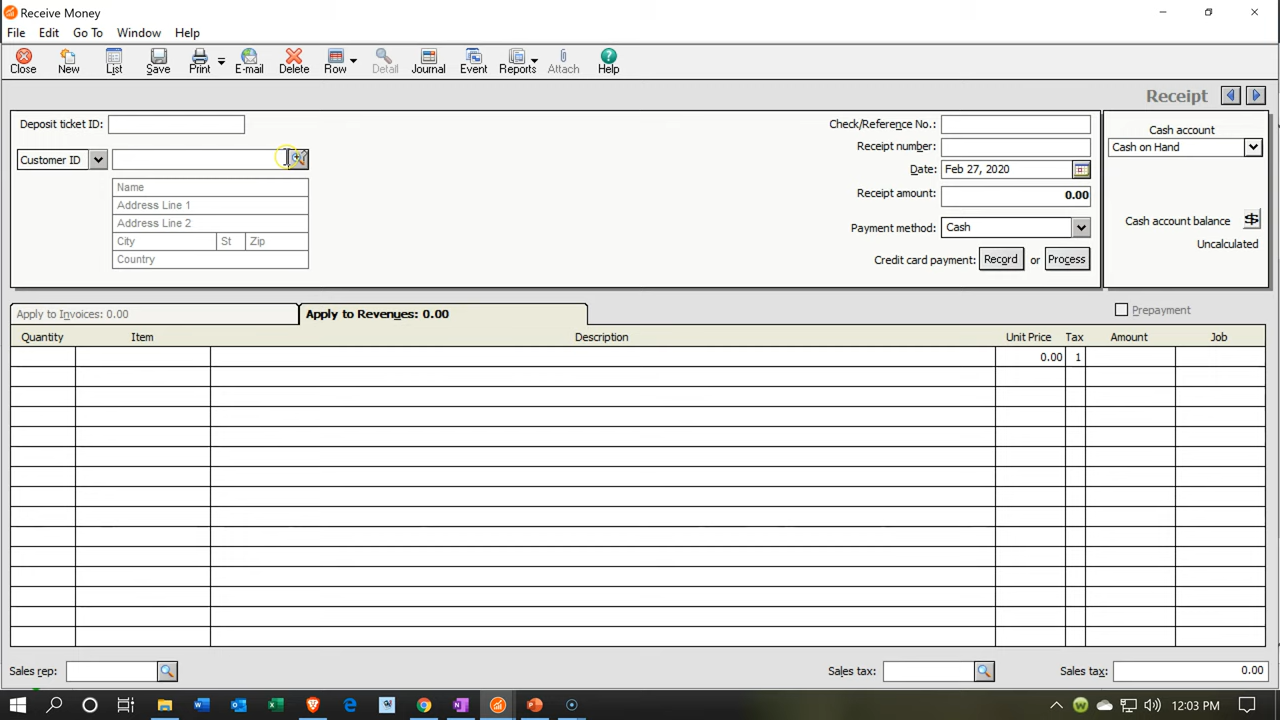 Receive Money
File Edit Go To Window Help
Close New List Save Print E-mail Delete Row Detail Journal Event Reports Attach Help
Receipt
Deposit ticket ID:
Customer ID
Name
Address Line 1
Address Line 2
City St Zip
Country
Check/Reference No.:
Receipt number:
Date: Feb 27, 2020
Receipt amount: 0.00
Payment method: Cash
Credit card payment: Record or Process
Cash account
Cash on Hand
Cash account balance
Uncalculated
Apply to Invoices: 0.00 Apply to Revenues: 0.00 Prepayment
Quantity Item Description Unit Price Tax Amount Job
0.00 1
Sales rep: Sales tax: Sales tax: 0.00
12:03 PM